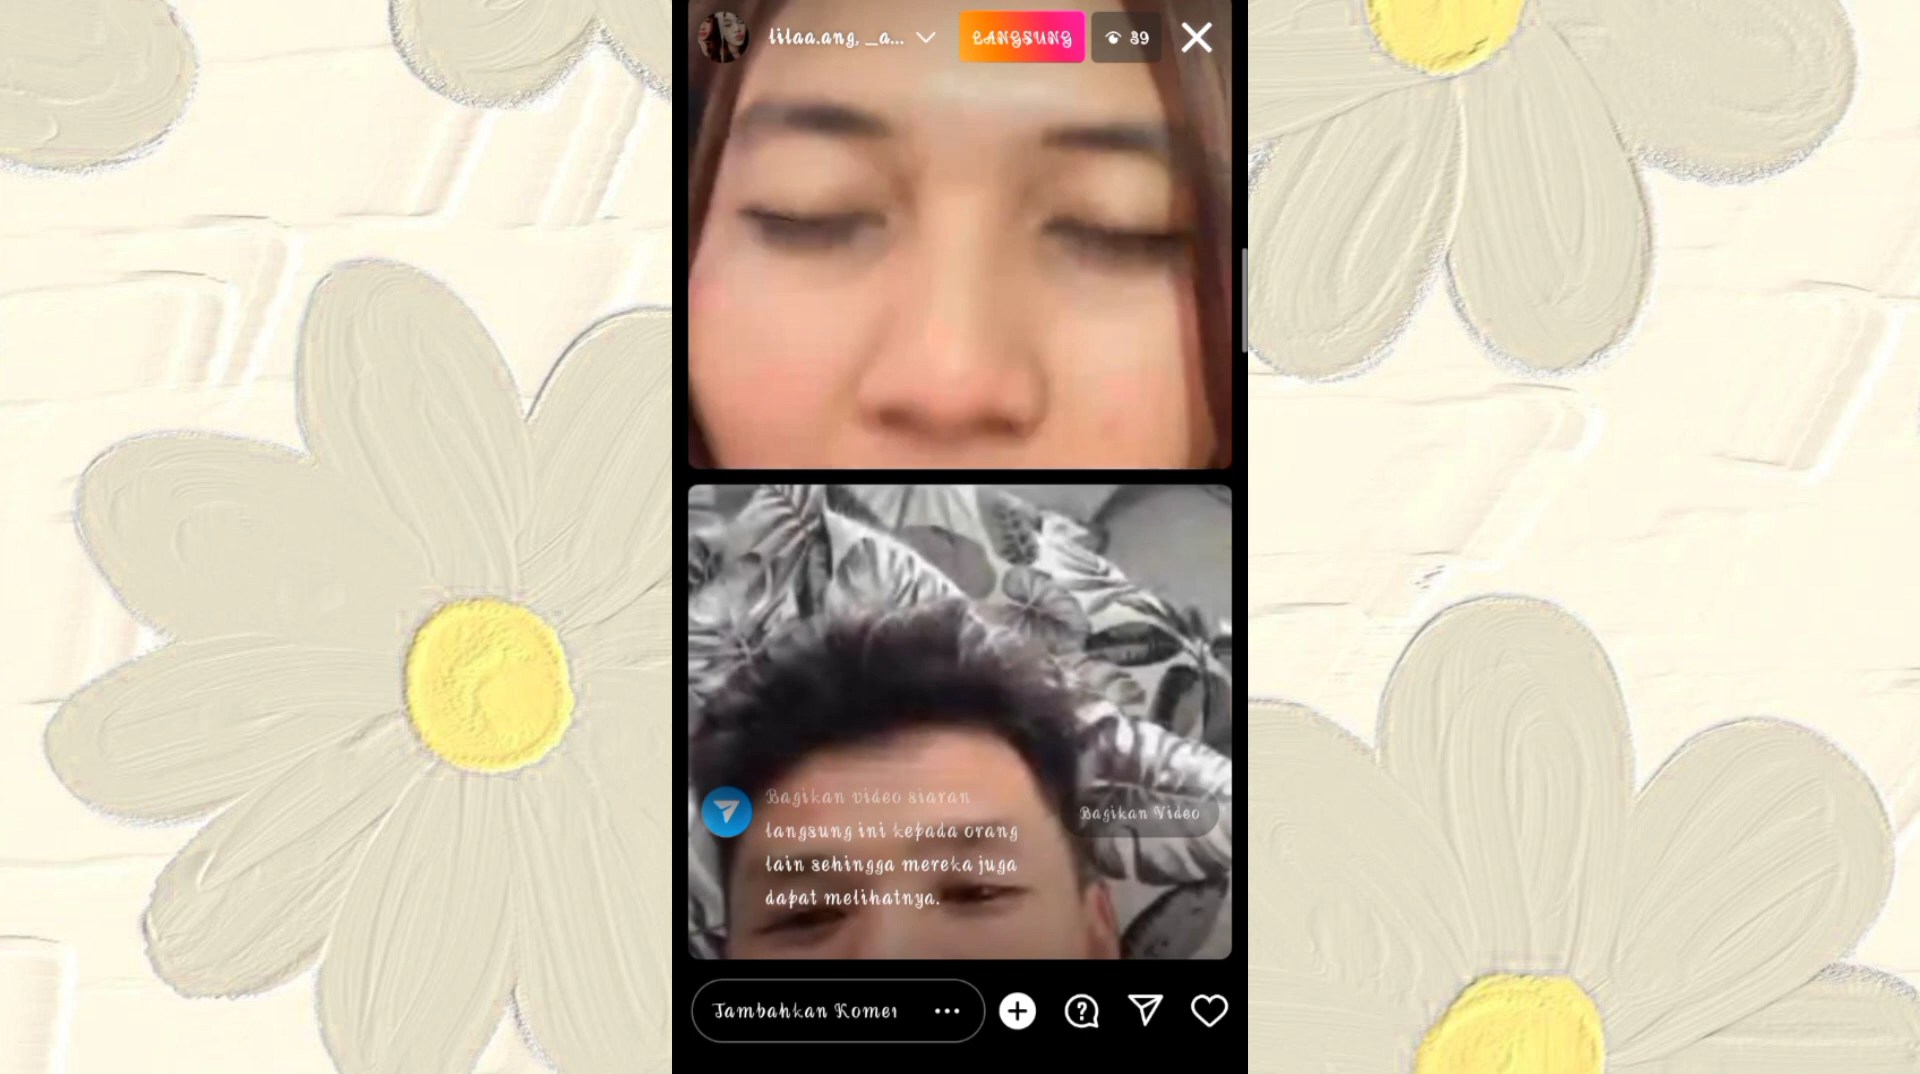 lilaa.ang, _a...
LANGSUNG
39
Bagikan video siaran
langsung ini kepada orang
lain sehingga mereka juga
dapat melihatnya.
Bagikan Video
Tambahkan Komen